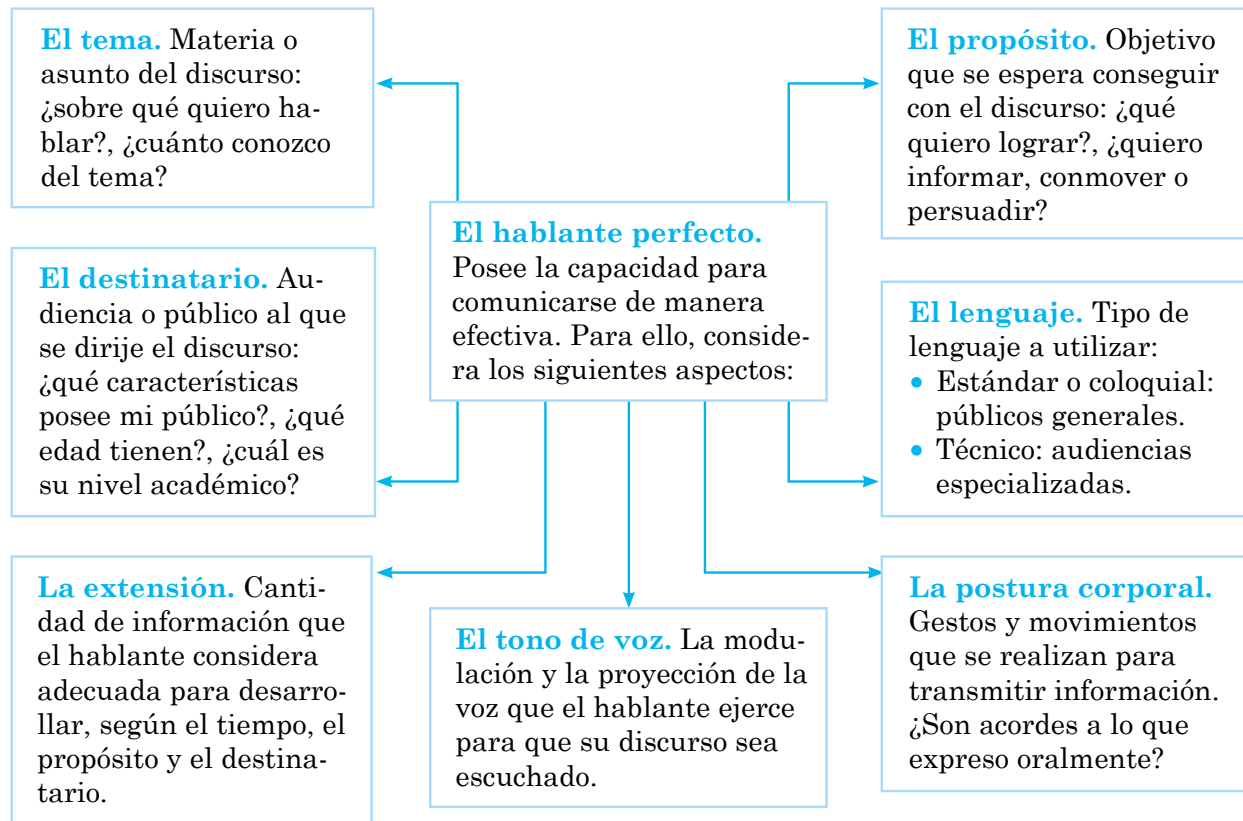 El tema. Materia o
asunto del discurso:
¿sobre qué quiero ha-
blar?, ¿cuánto conozco
del tema?
El propósito. Objetivo
que se espera conseguir
con el discurso: ¿qué
quiero lograr?, ¿quiero
informar, conmover o
persuadir?
El hablante perfecto.
Posee la capacidad para
comunicarse de manera
efectiva. Para ello, conside-
ra los siguientes aspectos:
El destinatario. Au-
diencia o público al que
se dirije el discurso:
¿qué características
posee mi público?, ¿qué
edad tienen?, ¿cuál es
su nivel académico?
El lenguaje. Tipo de
lenguaje a utilizar:
• Estándar o coloquial:
públicos generales.
• Técnico: audiencias
especializadas.
La extensión. Canti-
dad de información que
el hablante considera
adecuada para desarro-
llar, según el tiempo, el
propósito y el destina-
tario.
El tono de voz. La modu-
lación y la proyección de la
voz que el hablante ejerce
para que su discurso sea
escuchado.
La postura corporal.
Gestos y movimientos
que se realizan para
transmitir información.
¿Son acordes a lo que
expreso oralmente?